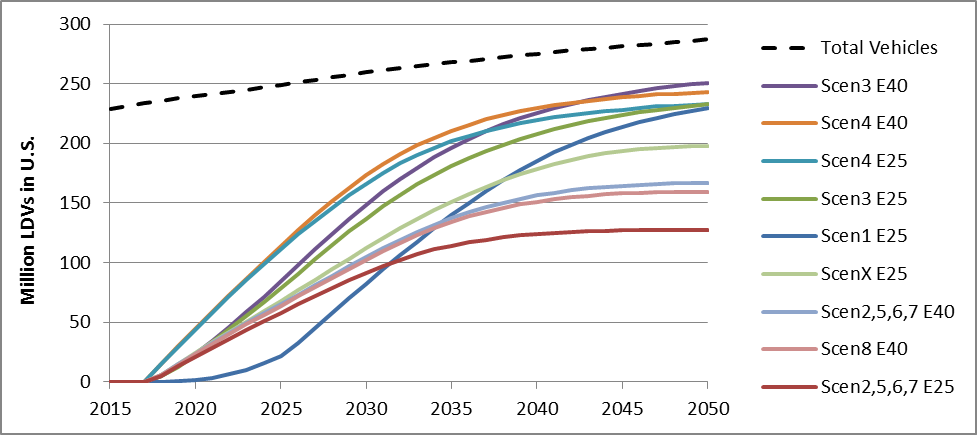 300
250
200
150
100
50
0
Million LDVs in U.S.
2015 2020 2025 2030 2035 2040 2045 2050
Total Vehicles
Scen3 E40
Scen4 E40
Scen4 E25
Scen3 E25
Scen1 E25
ScenX E25
Scen2,5,6,7 E40
Scen8 E40
Scen2,5,6,7 E25